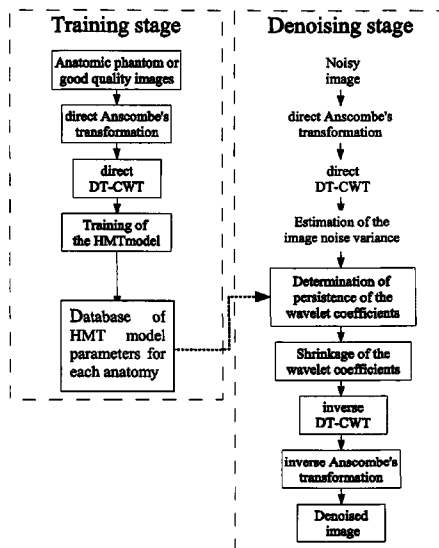 Training stage
Anatomic phantom or
good quality images
direct Anscombe's
transformation
direct
DT-CWT
Training of
the HMTmodel
Database of
HMT model
parameters for
each anatomy
Denoising stage
Noisy
image
direct Anscombe's
transformation
direct
DT-CWT
Estimation of the
image noise variance
Determination of
persistence of the
wavelet coefficients
Shrinkage of the
wavelet coefficients
inverse
DT-CWT
inverse Anscombe's
transformation
Denoised
image